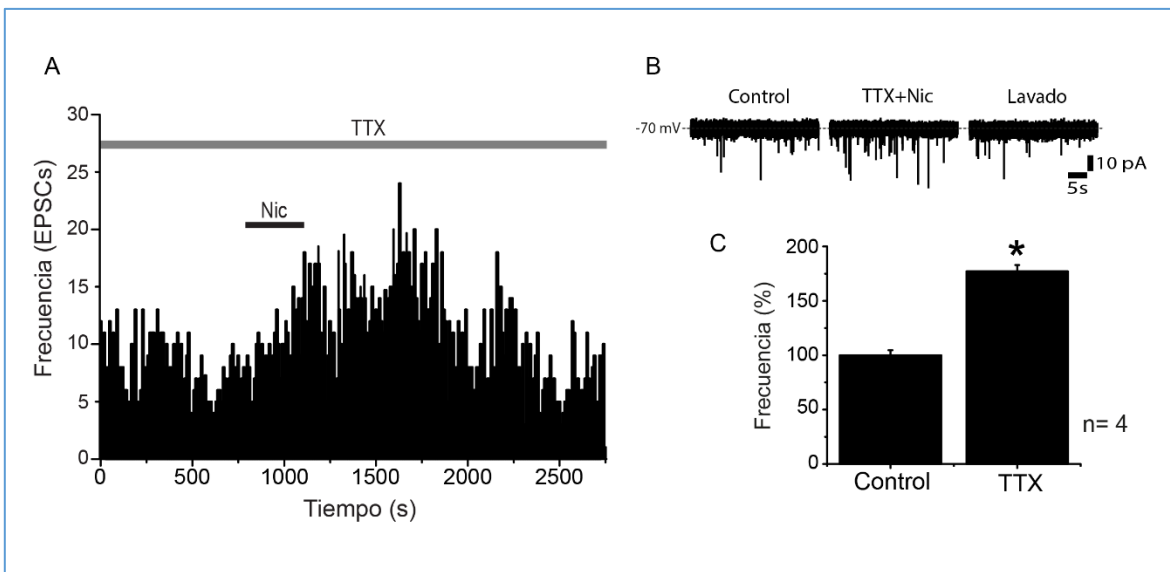 A
Frecuencia (EPSCs)
30
25
20
15
10
5
0
TTX
Nic
0 500 1000 1500 2000 2500
Tiempo (s)
B
Control TTX+Nic Lavado
-70 mV
10 pA
5s
C
Frecuencia (%)
200
150
100
50
0
*
n= 4
Control TTX